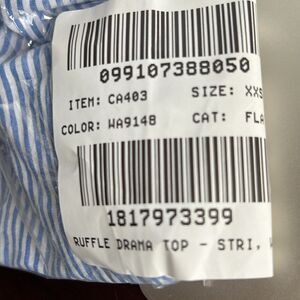 099107388050
ITEM: CA403 SIZE: XXS
COLOR: WA9148 CAT: FLA
1817973399
RUFFLE DRAMA TOP - STRI, W